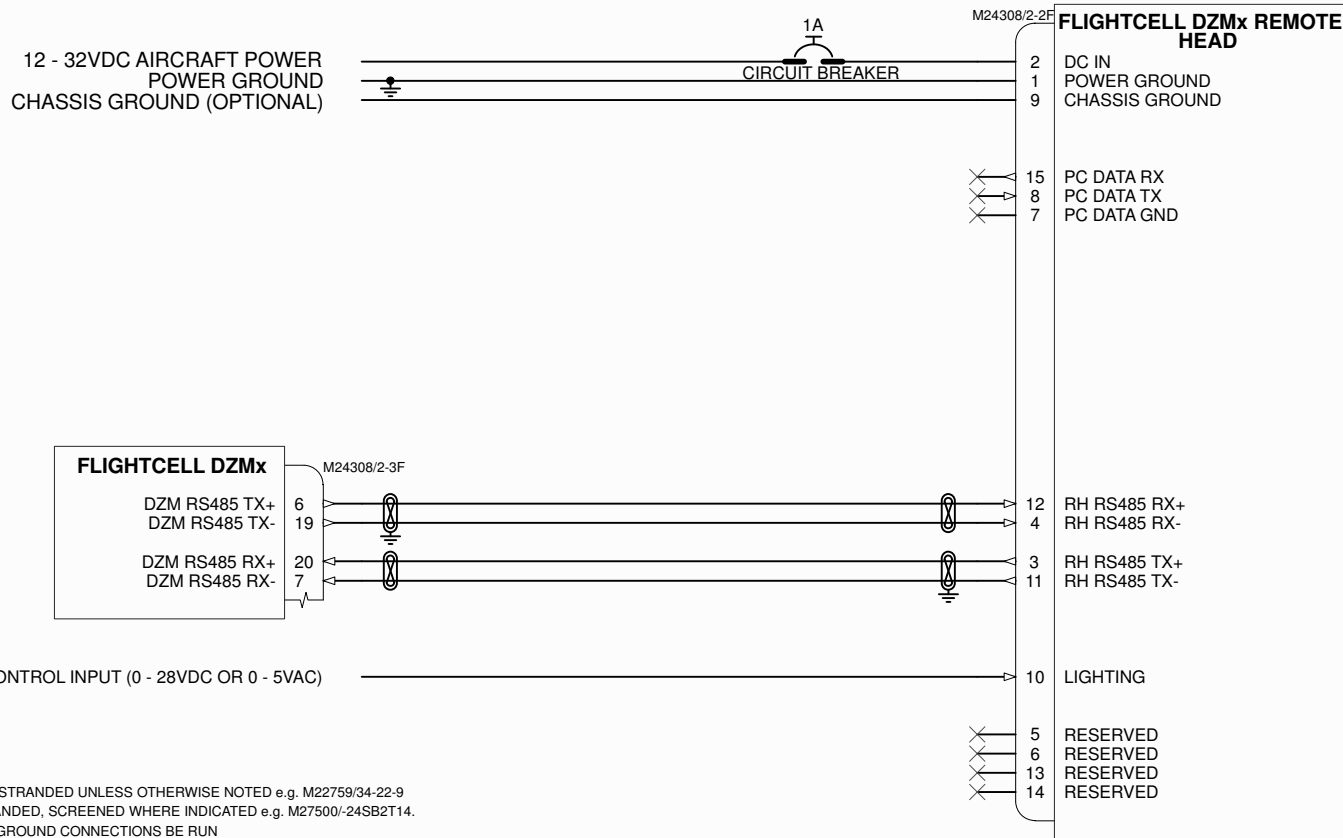 M24308/2-2F
FLIGHTCELL DZMx REMOTE
HEAD
1A
CIRCUIT BREAKER
12 - 32VDC AIRCRAFT POWER
2 DC IN
POWER GROUND
1 POWER GROUND
CHASSIS GROUND (OPTIONAL)
9 CHASSIS GROUND
15 PC DATA RX
8 PC DATA TX
7 PC DATA GND
FLIGHTCELL DZMx
M24308/2-3F
DZM RS485 TX+ 6
12 RH RS485 RX+
DZM RS485 TX- 19
4 RH RS485 RX-
DZM RS485 RX+ 20
3 RH RS485 TX+
DZM RS485 RX- 7
11 RH RS485 TX-
INPUT (0 - 28VDC OR 0 - 5VAC)
10 LIGHTING
5 RESERVED
6 RESERVED
13 RESERVED
14 RESERVED
STRANDED UNLESS OTHERWISE NOTED e.g. M22759/34-22-9
SCREENED WHERE INDICATED e.g. M27500/-24SB2T14.
GROUND CONNECTIONS BE RUN